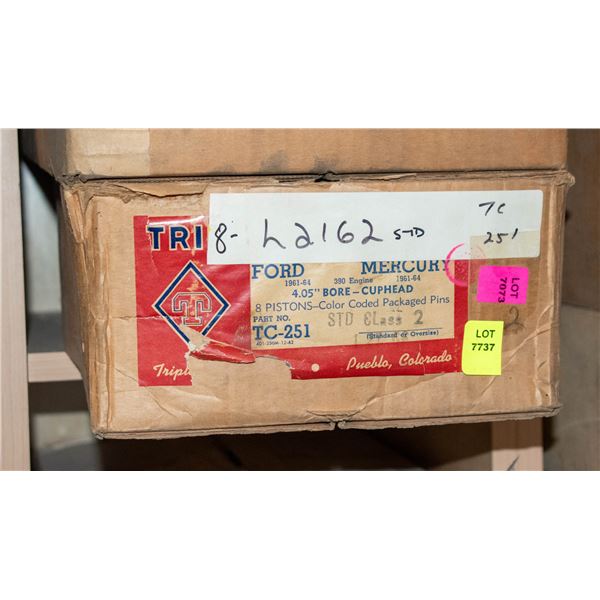 8- L2162 STD
TC
251
TRI
T
FORD MERCURY
1961-64 390 Engine 1961-64
4.05" BORE—CUPHEAD
8 PISTONS—Color Coded Packaged Pins
PART NO. STD Class 2
TC-251 (Standard or Oversize)
Tripl
Pueblo, Colorado
LOT
7073
LOT
7737
2